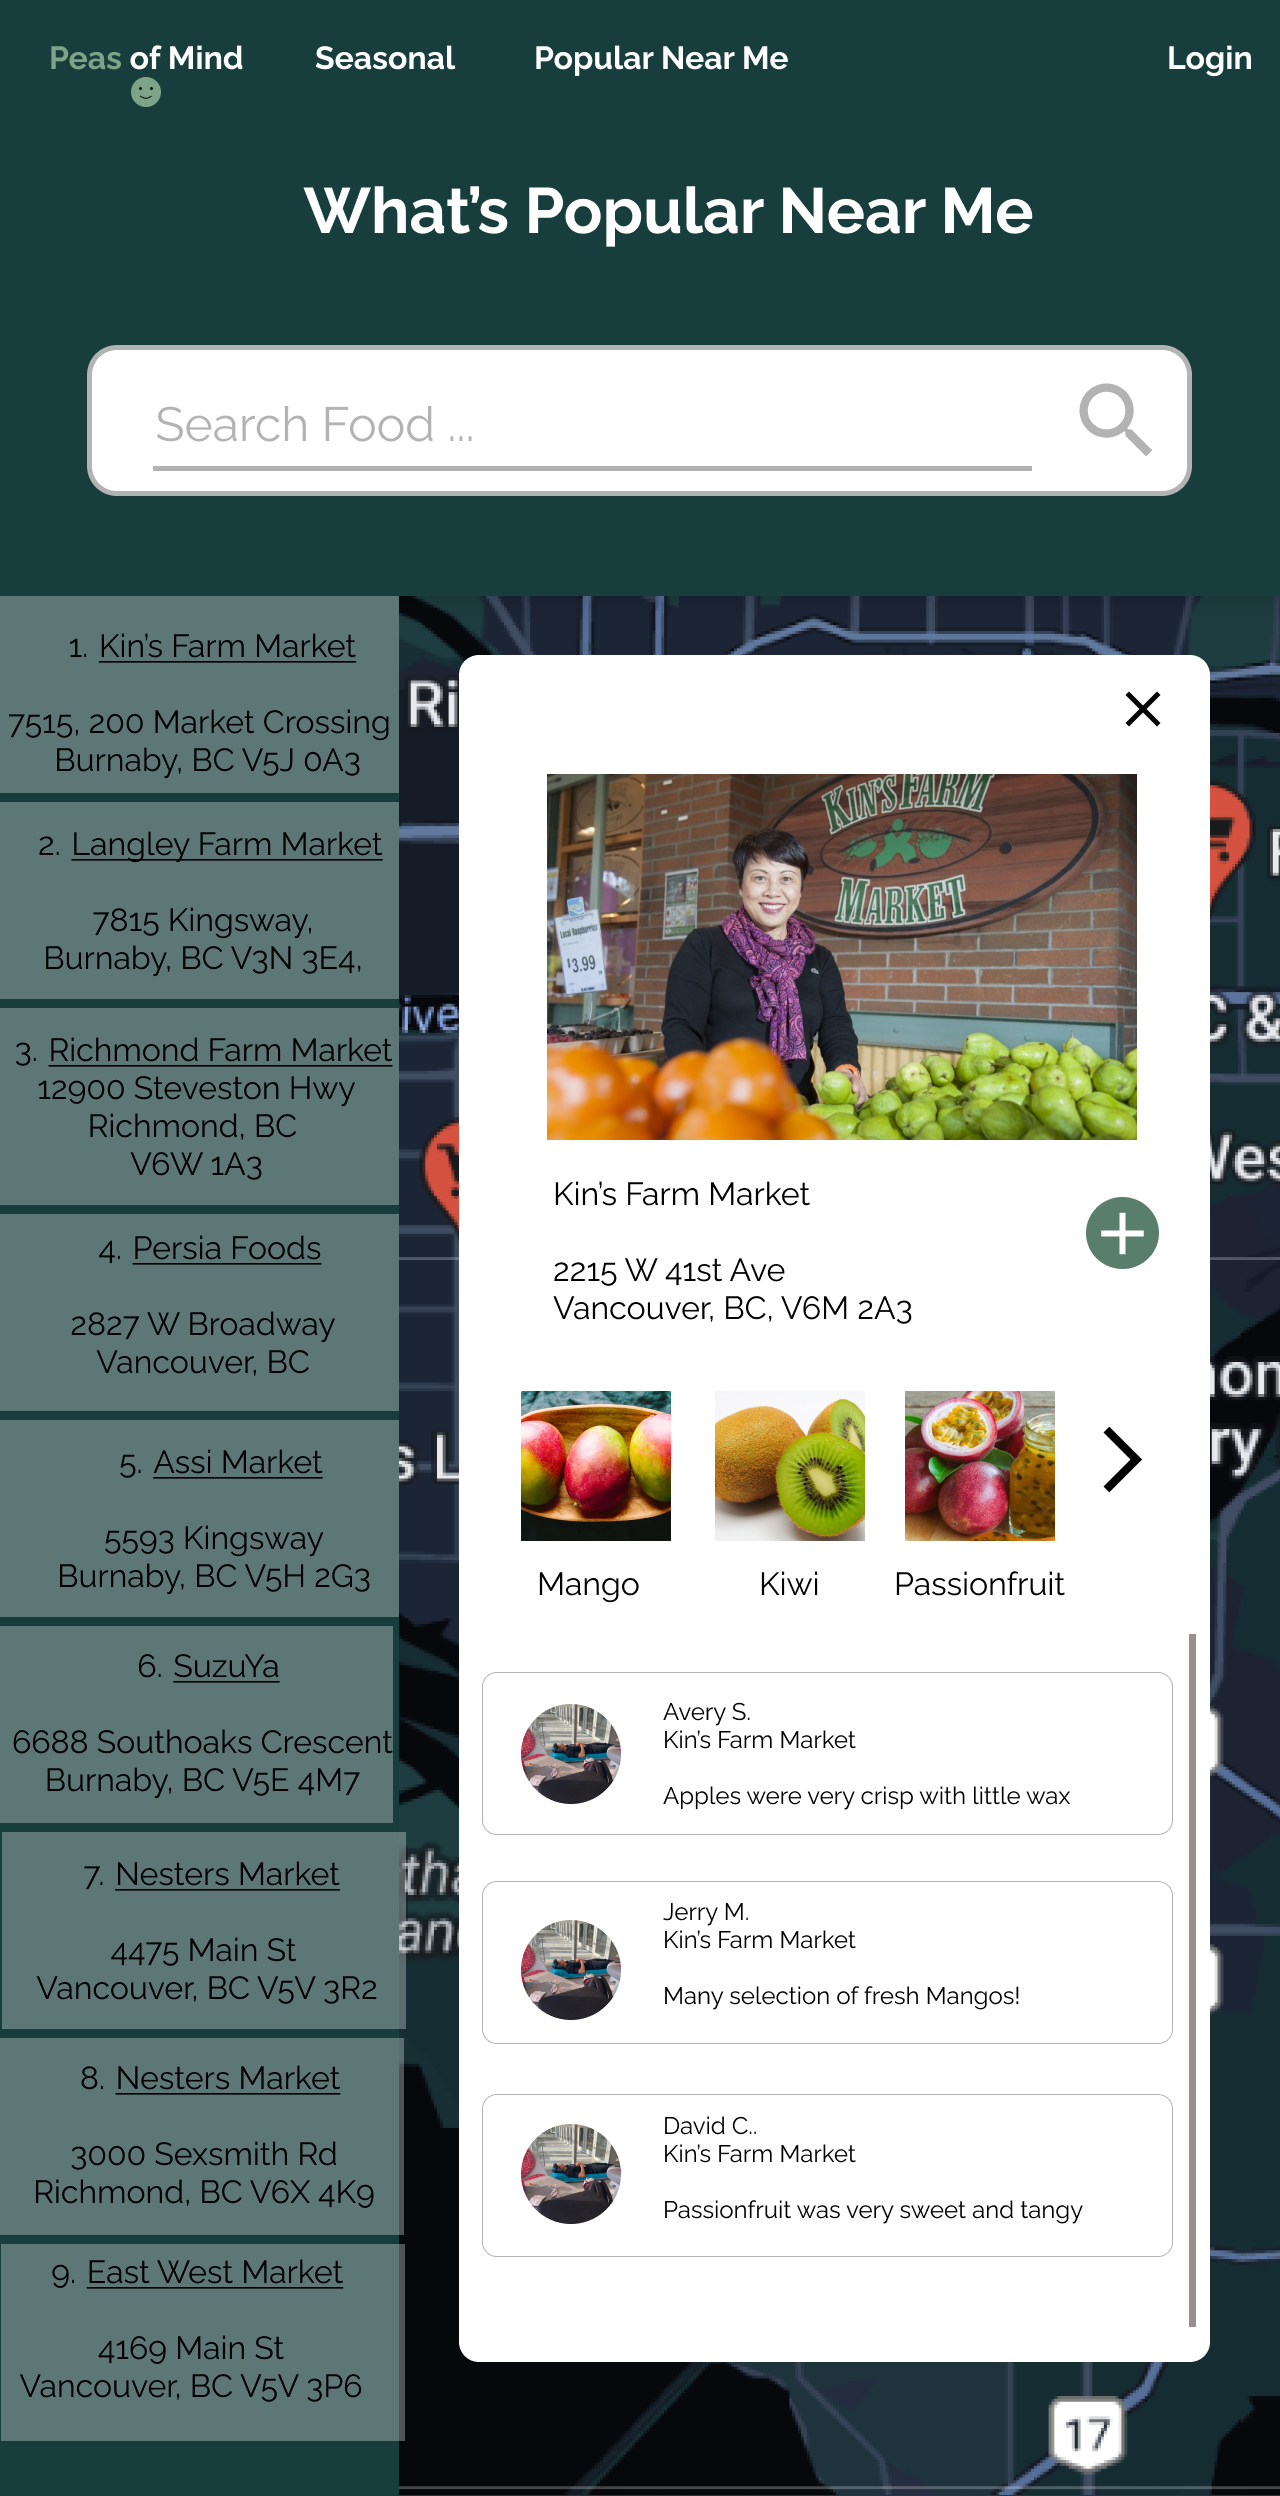 Peas of Mind
Seasonal
Popular Near Me
Login
What's Popular Near Me
Search Food ...
1. Kin's Farm Market
7515, 200 Market Crossing
Burnaby, BC V5J 0A3
2. Langley Farm Market
7815 Kingsway,
Burnaby, BC V3N 3E4,
3. Richmond Farm Market
12900 Steveston Hwy
Richmond, BC
V6W 1A3
4. Persia Foods
2827 W Broadway
Vancouver, BC
5. Assi Market
5593 Kingsway
Burnaby, BC V5H 2G3
6. SuzuYa
6688 Southoaks Crescent
Burnaby, BC V5E 4M7
7. Nesters Market
4475 Main St
Vancouver, BC V5V 3R2
8. Nesters Market
3000 Sexsmith Rd
Richmond, BC V6X 4K9
9. East West Market
4169 Main St
Vancouver, BC V5V 3P6
Ri
ive
s L
tha
and
KIN'S FARM
MARKET
Local Raspberries
$3.99
Kin's Farm Market
2215 W 41st Ave
Vancouver, BC, V6M 2A3
Mango
Kiwi
Passionfruit
Avery S.
Kin's Farm Market
Apples were very crisp with little wax
Jerry M.
Kin's Farm Market
Many selection of fresh Mangos!
David C..
Kin's Farm Market
Passionfruit was very sweet and tangy
C &
Wes
ry
17